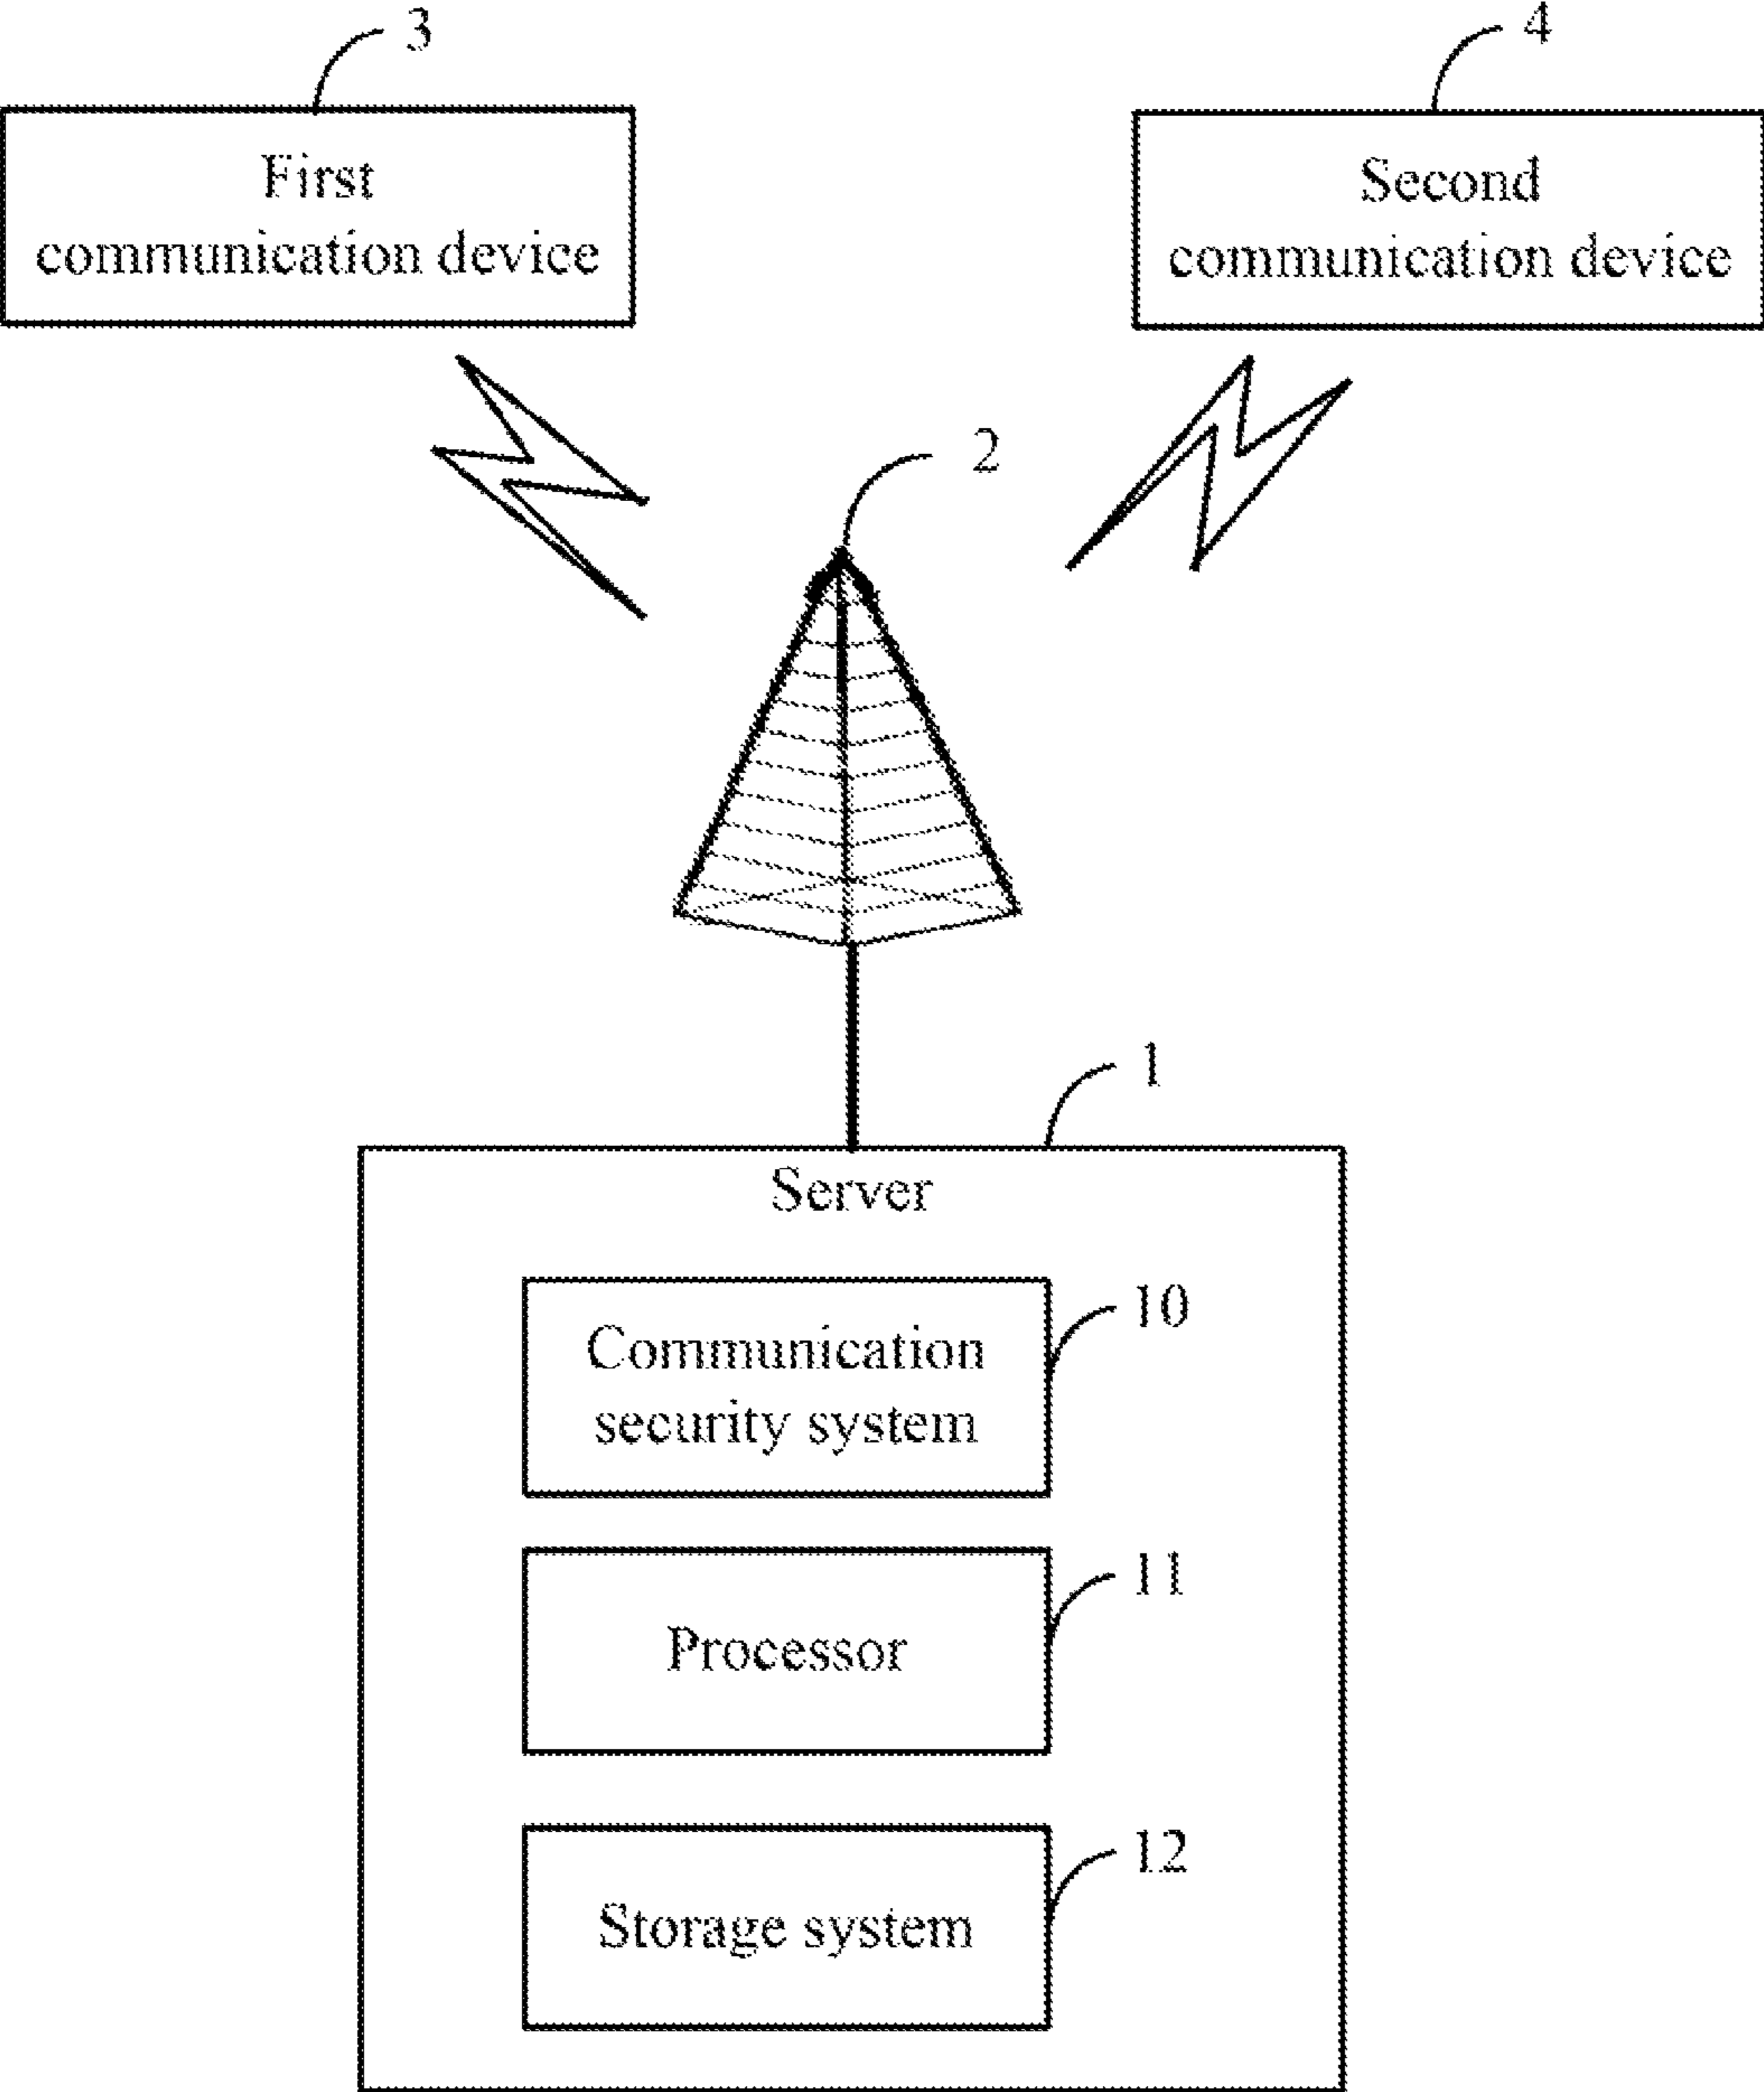 3
4
First
communication device
Second
communication device
2
1
Server
Communication
security system
10
Processor
11
Storage system
12